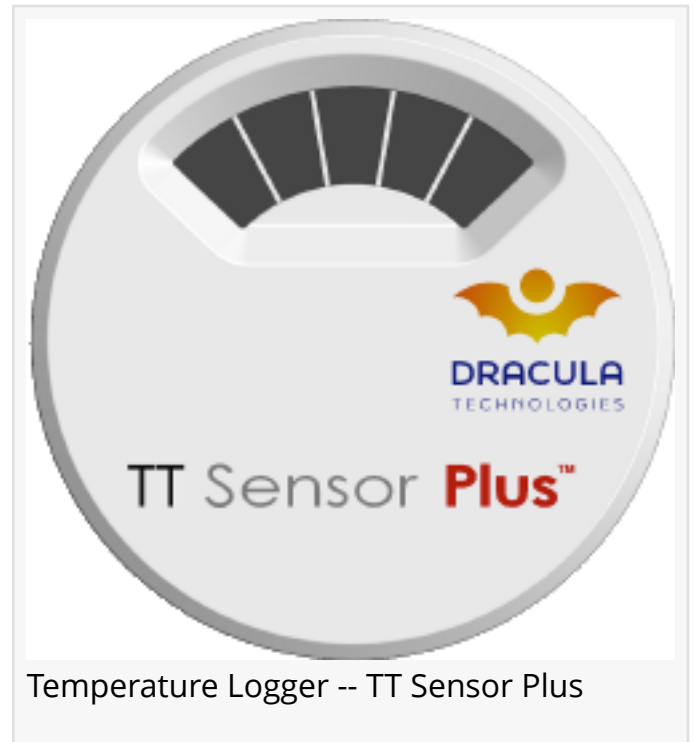 DRACULA
TECHNOLOGIES
TT Sensor Plus™
Temperature Logger -- TT Sensor Plus